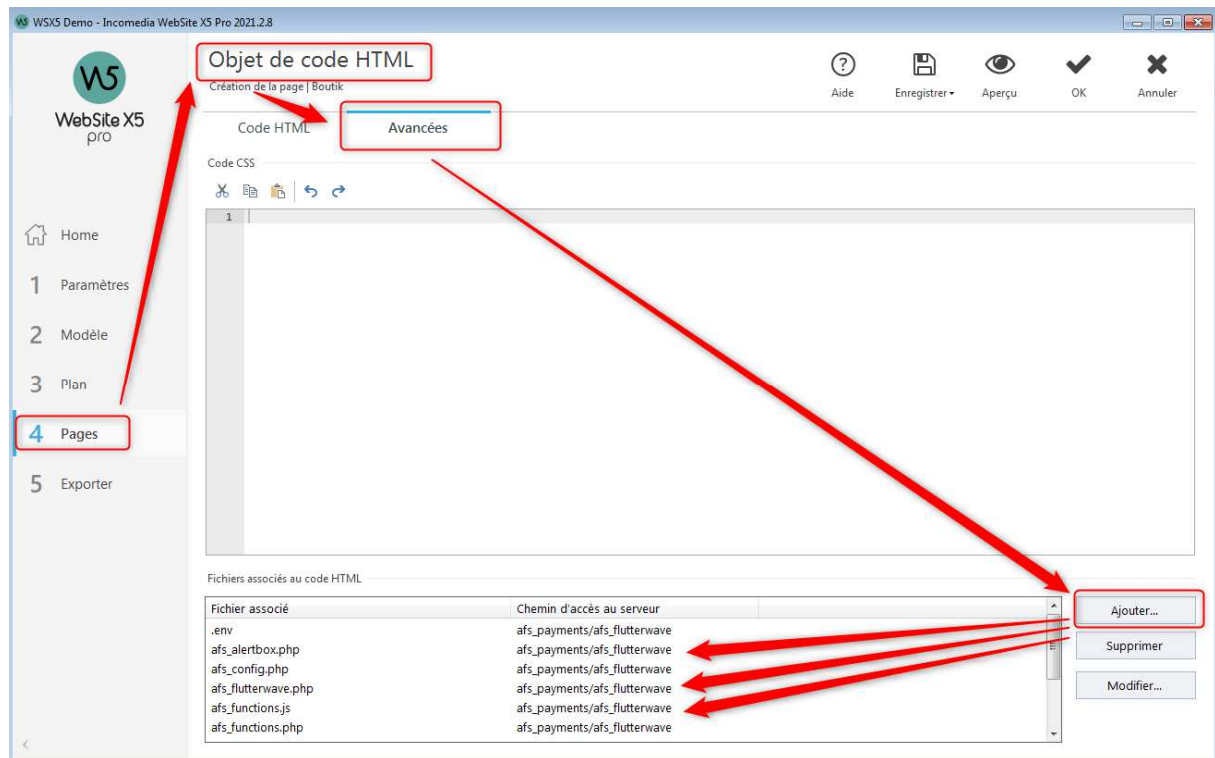 WSX5 Demo - Incomedia WebSite X5 Pro 2021.2.8
W5
WebSite X5
pro
Objet de code HTML
Création de la page | Boutik
Aide
Enregistrer
Aperçu
OK
Annuler
Code HTML
Avancées
Code CSS
1
Home
1 Paramètres
2 Modèle
3 Plan
4 Pages
5 Exporter
Fichiers associés au code HTML
Fichier associé Chemin d'accès au serveur
.env afs_payments/afs_flutterwave
afs_alertbox.php afs_payments/afs_flutterwave
afs_config.php afs_payments/afs_flutterwave
afs_flutterwave.php afs_payments/afs_flutterwave
afs_functions.js afs_payments/afs_flutterwave
afs_functions.php afs_payments/afs_flutterwave
Ajouter...
Supprimer
Modifier...